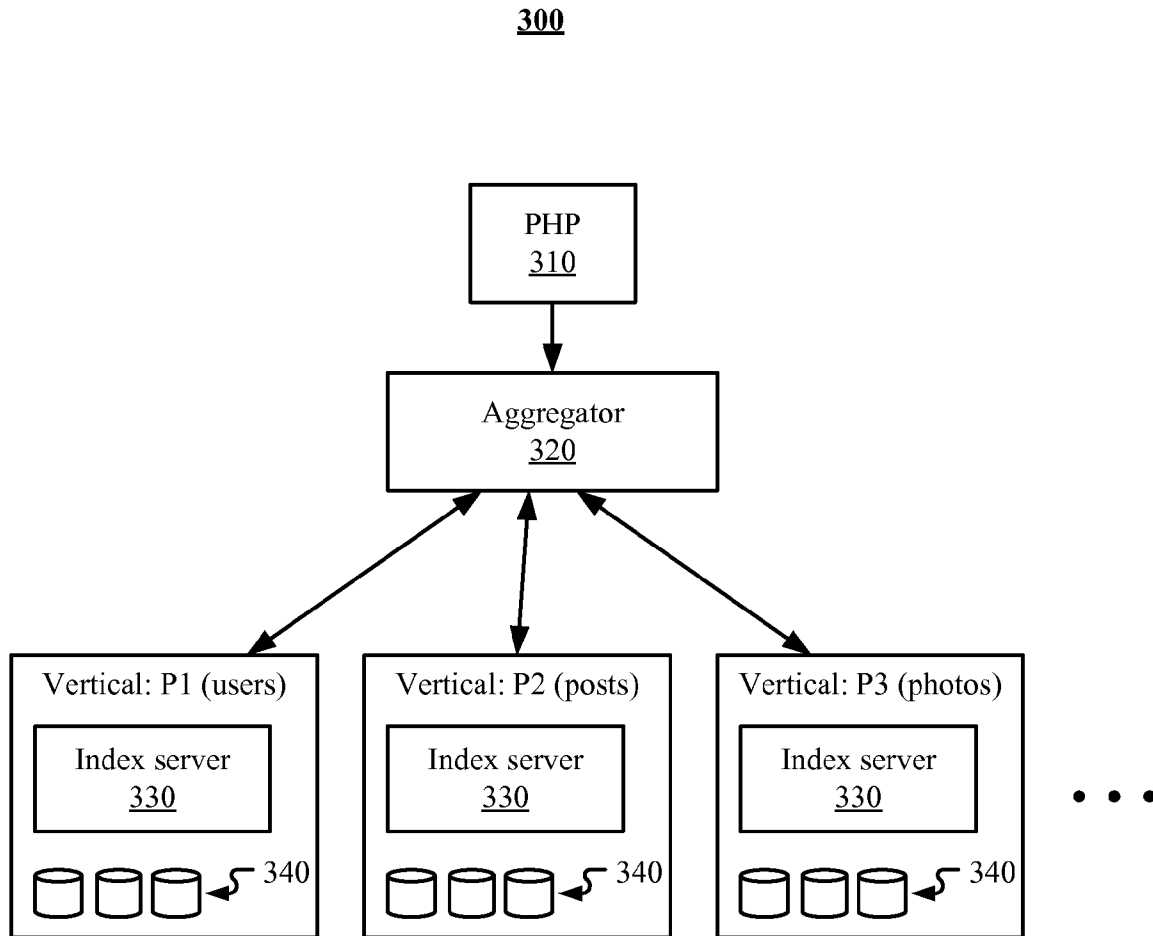 300
PHP
310
Aggregator
320
Vertical: P1 (users)
Index server
330
340
Vertical: P2 (posts)
Index server
330
340
Vertical: P3 (photos)
Index server
330
340